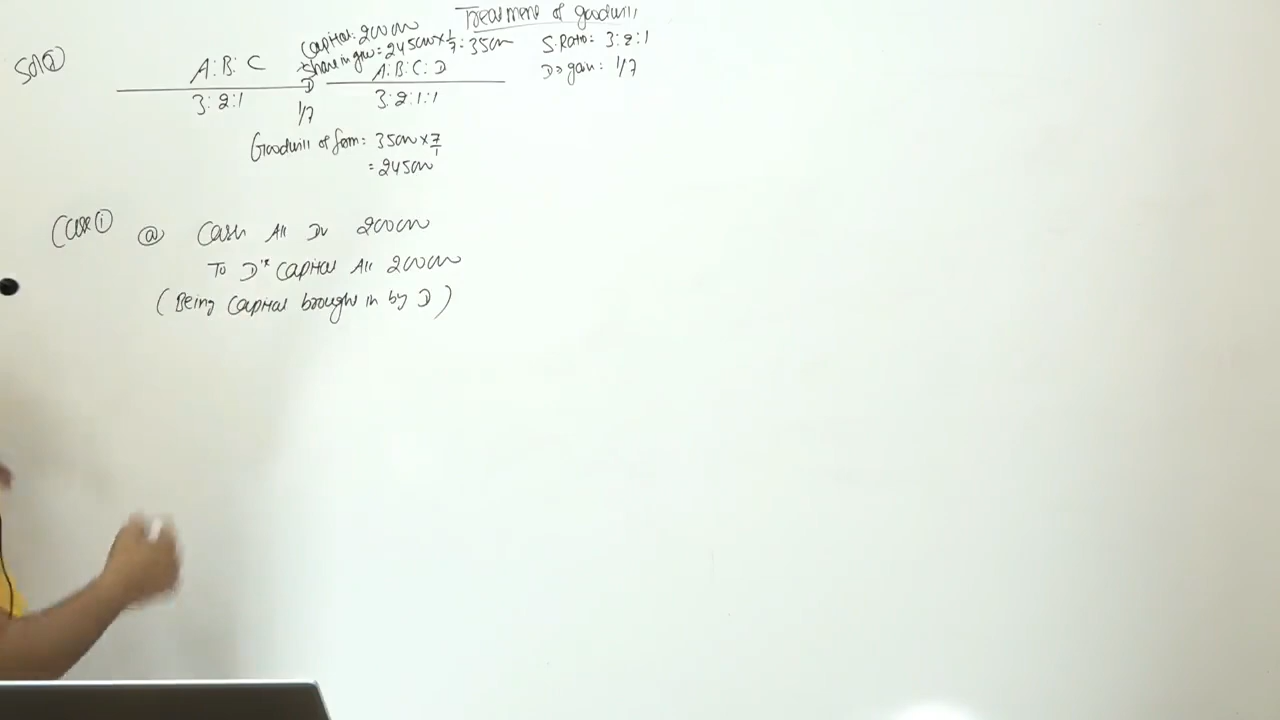 Treatment of goodwill
Sol②
A: B: C
3: 2:1
Capital: 200000
Share in g/w = 245000 × 1/7 = 35000
D
1/7
A: B: C: D
3: 2: 1: 1
S. Ratio: 3: 2: 1
D → gain: 1/7
Goodwill of form: 35000 × 7/1
= 245000
Case ①
@ Cash A/c Dr 200000
To D's Capital A/c 200000
(Being Capital brought in by D)